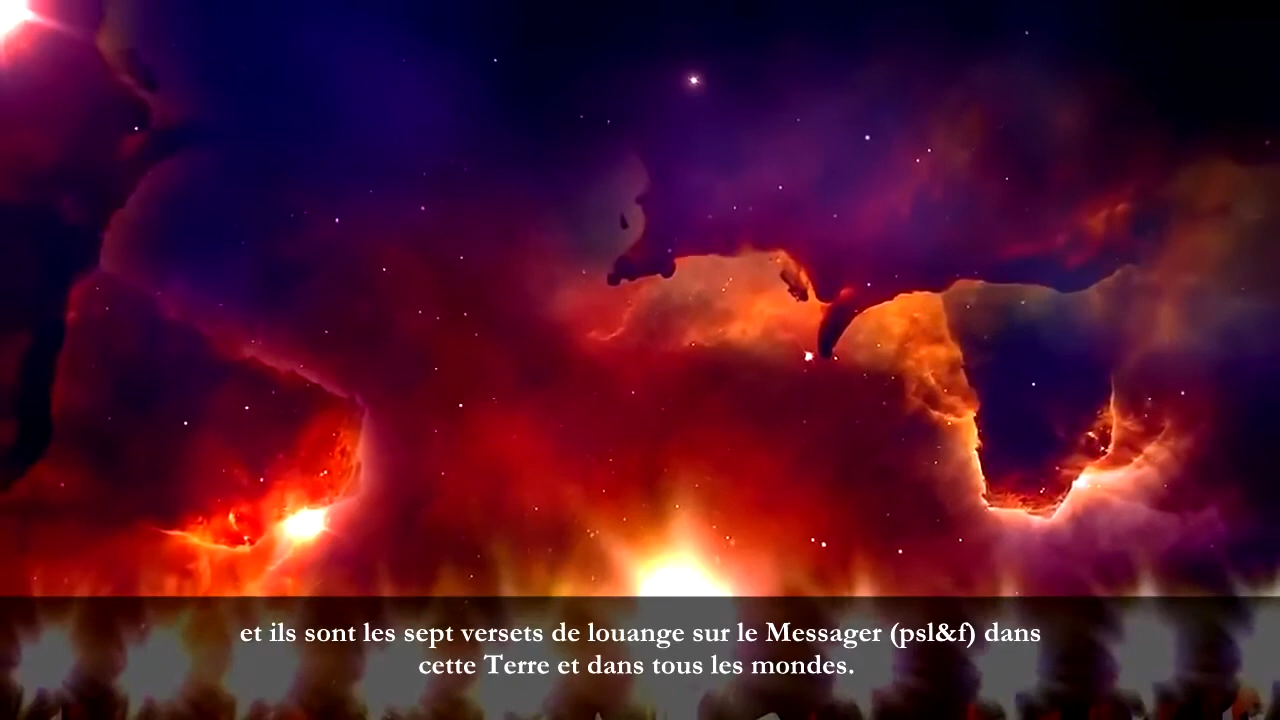 et ils sont les sept versets de louange sur le Messager (psl&f) dans
cette Terre et dans tous les mondes.